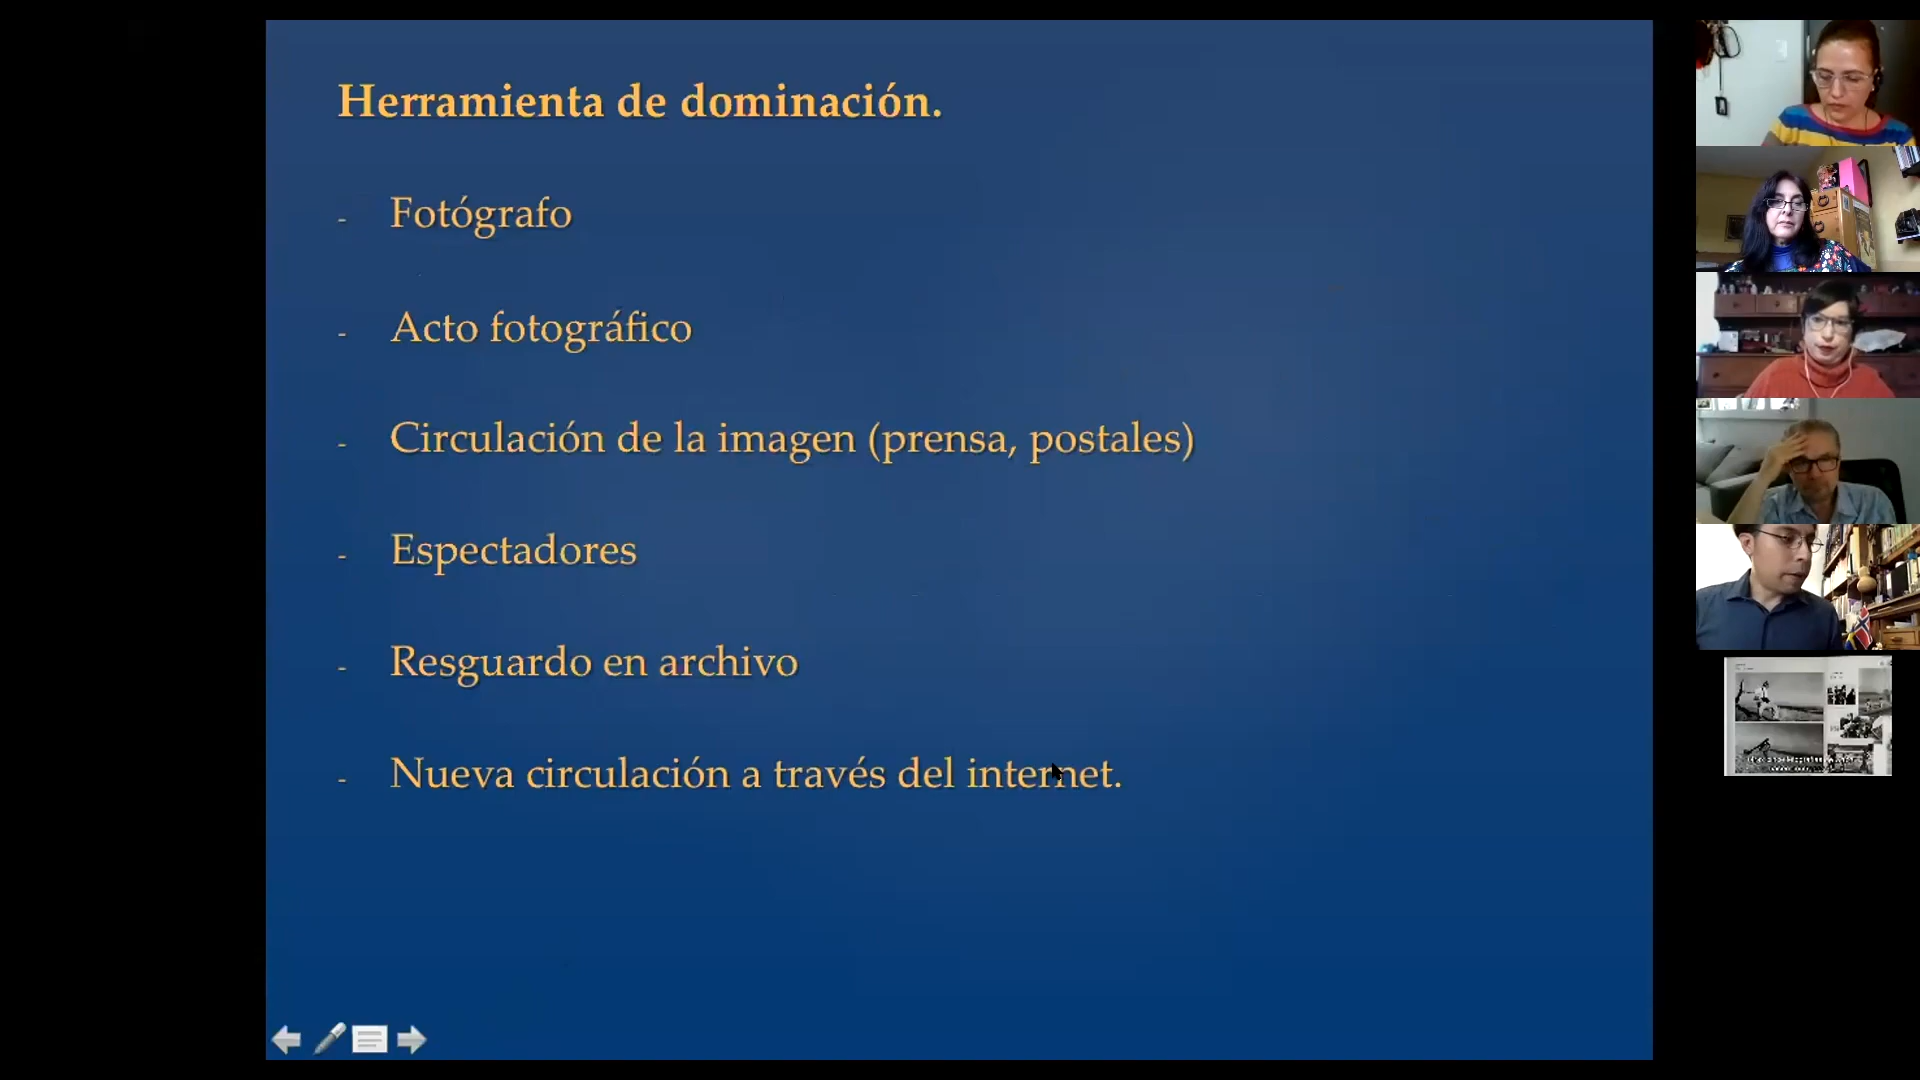 Herramienta de dominación.
- Fotógrafo
- Acto fotográfico
- Circulación de la imagen (prensa, postales)
- Espectadores
- Resguardo en archivo
- Nueva circulación a través del internet.